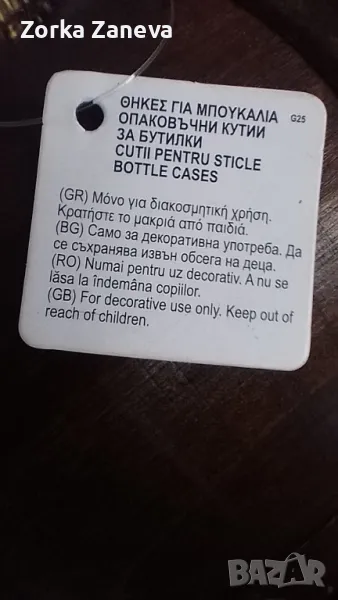 Zorka Zaneva
ΘΗΚΕΣ ΓΙΑ ΜΠΟΥΚΑΛΙΑ G25
ОПАКОВЪЧНИ КУТИИ
ЗА БУТИЛКИ
CUTII PENTRU STICLE
BOTTLE CASES
(GR) Μόνο για διακοσμητική χρήση.
Κρατήστε το μακριά από παιδιά.
(BG) Само за декоративна употреба. Да
се съхранява извън обсега на деца.
(RO) Numai pentru uz decorativ. A nu se
lăsa la îndemâna copiilor.
(GB) For decorative use only. Keep out of
reach of children.
BAZAR